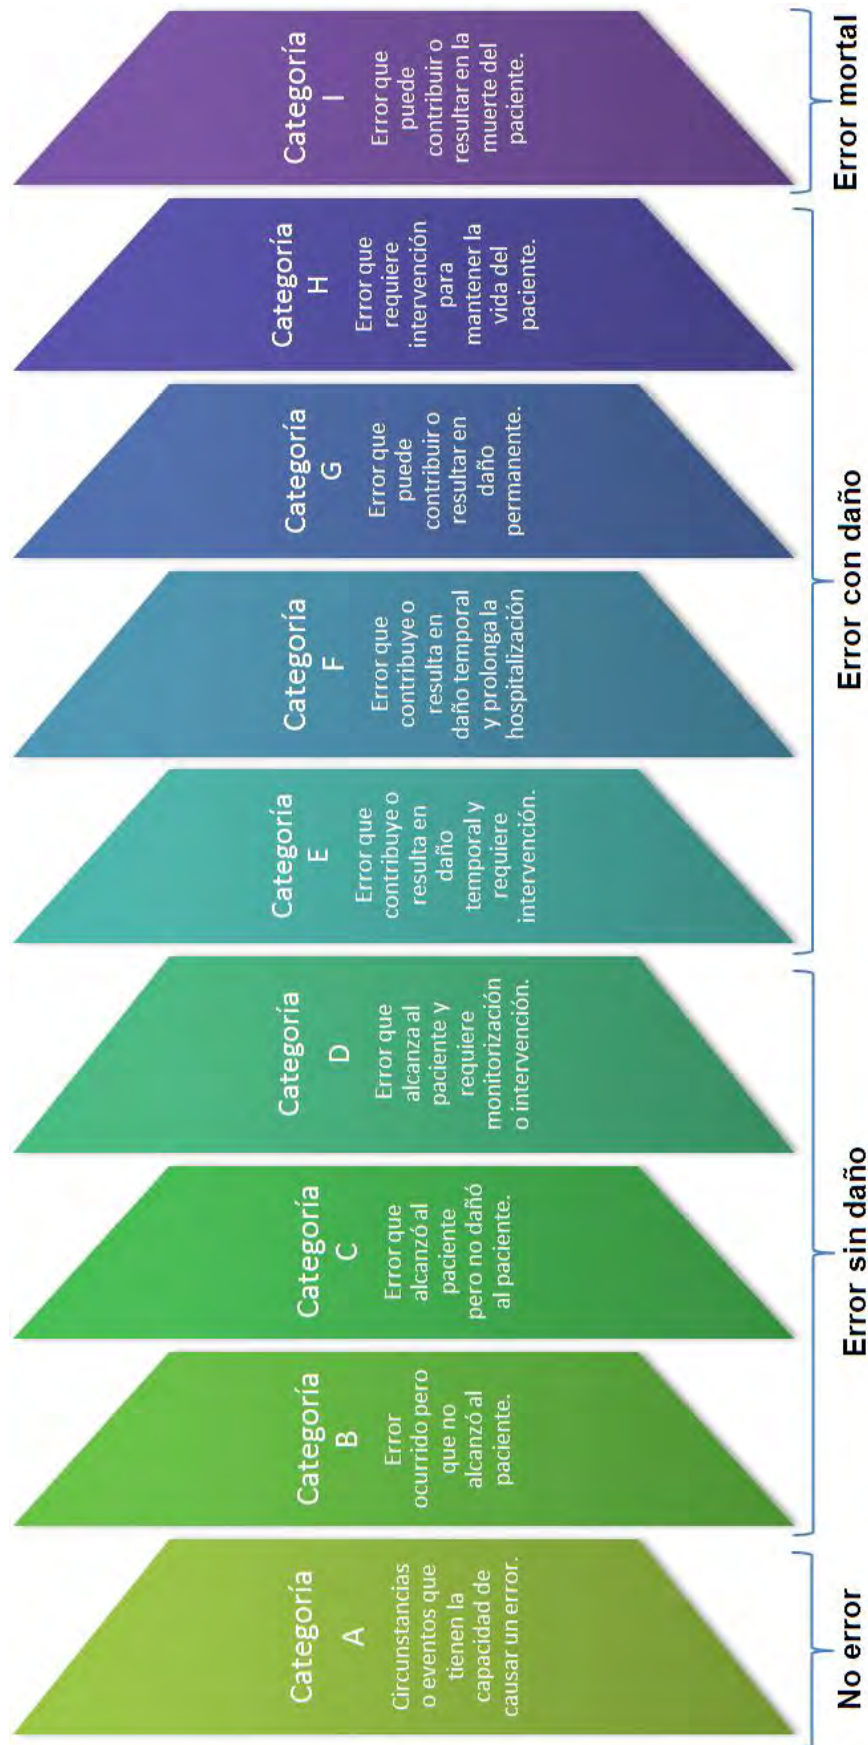 Categoría
A
Circunstancias
o eventos que
tienen la
capacidad de
causar un error.
Categoría
B
Error
ocurrido pero
que no
alcanzó al
paciente.
Categoría
C
Error que
alcanzó al
paciente
pero no dañó
al paciente.
Categoría
D
Error que
alcanza al
paciente y
requiere
monitorización
o intervención.
Categoría
E
Error que
contribuye o
resulta en
daño
temporal y
requiere
intervención.
Categoría
F
Error que
contribuye o
resulta en
daño temporal
y prolonga la
hospitalización
Categoría
G
Error que
puede
contribuir o
resultar en
daño
permanente.
Categoría
H
Error que
requiere
intervención
para
mantener la
vida del
paciente.
Categoría
I
Error que
puede
contribuir o
resultar en la
muerte del
paciente.
No error
Error sin daño
Error con daño
Error mortal